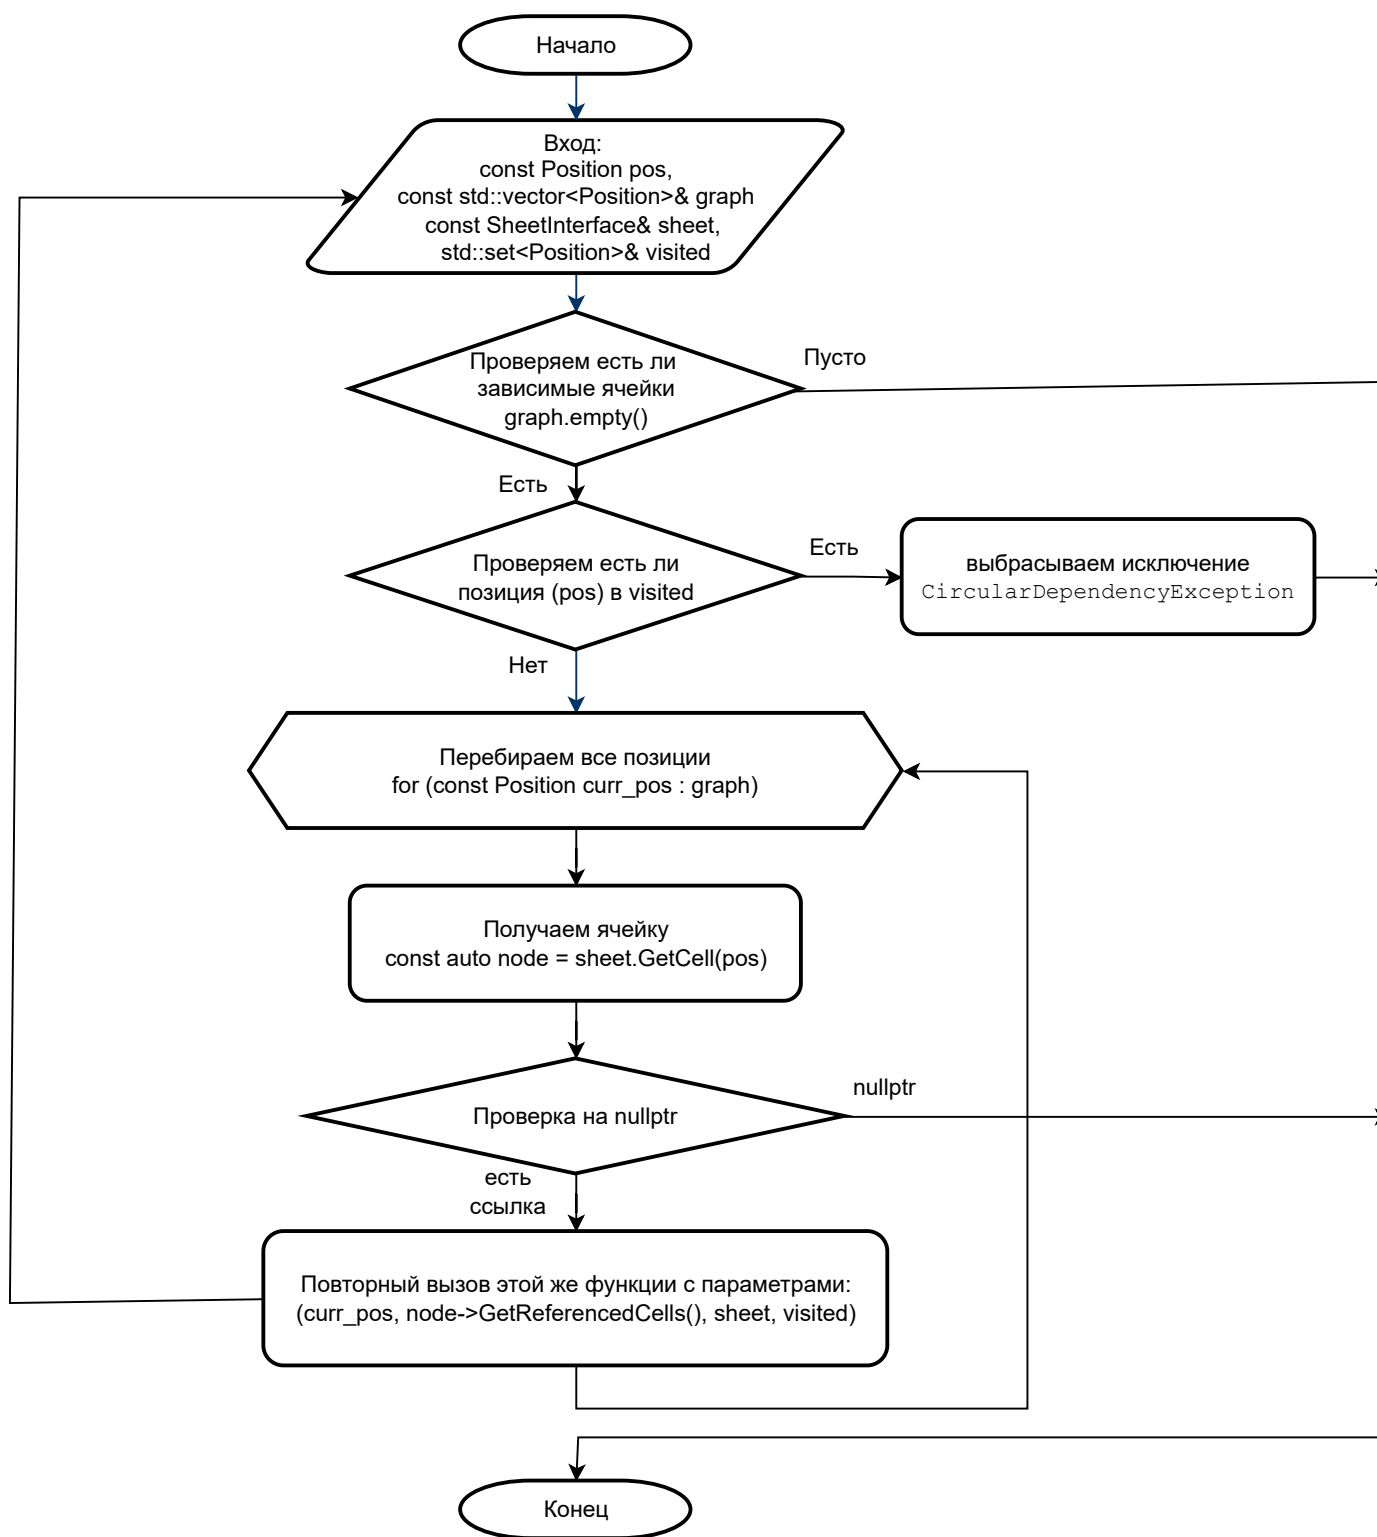 Начало
Вход:
const Position pos,
const std::vector<Position>& graph
const SheetInterface& sheet,
std::set<Position>& visited
Проверяем есть ли
зависимые ячейки
graph.empty()
Пусто
Есть
Проверяем есть ли
позиция (pos) в visited
Есть
выбрасываем исключение
CircularDependencyException
Нет
Перебираем все позиции
for (const Position curr_pos : graph)
Получаем ячейку
const auto node = sheet.GetCell(pos)
Проверка на nullptr
nullptr
есть
ссылка
Повторный вызов этой же функции с параметрами:
(curr_pos, node->GetReferencedCells(), sheet, visited)
Конец